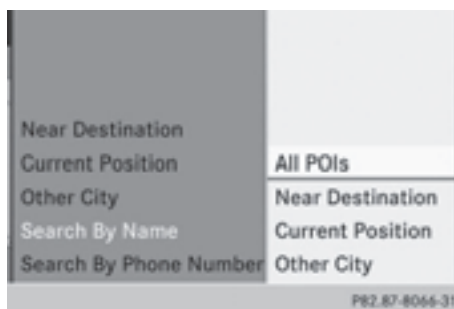 Near Destination
Current Position
Other City
Search By Name
Search By Phone Number
All POIs
Near Destination
Current Position
Other City
P82.87-8066-31